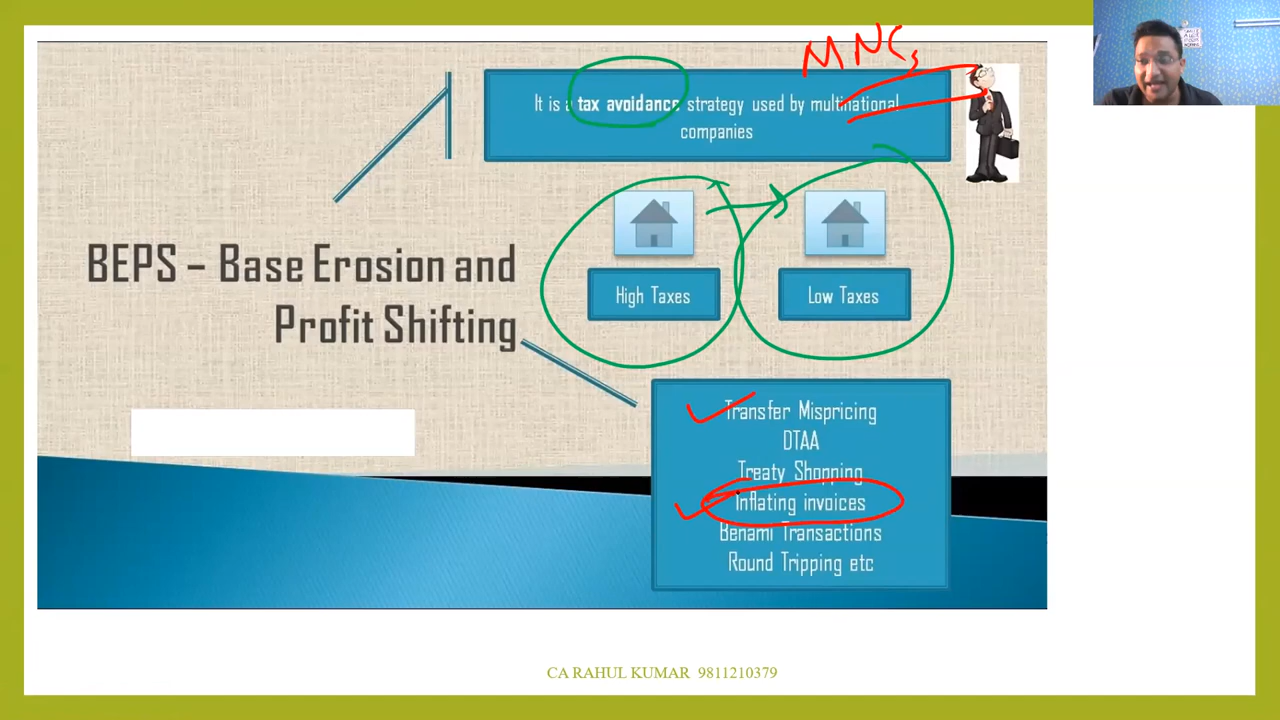 MNCs
It is a tax avoidance strategy used by multinational
companies
BEPS – Base Erosion and
Profit Shifting
High Taxes
Low Taxes
Transfer Mispricing
DTAA
Treaty Shopping
Inflating invoices
Benami Transactions
Round Tripping etc
CA RAHUL KUMAR 9811210379